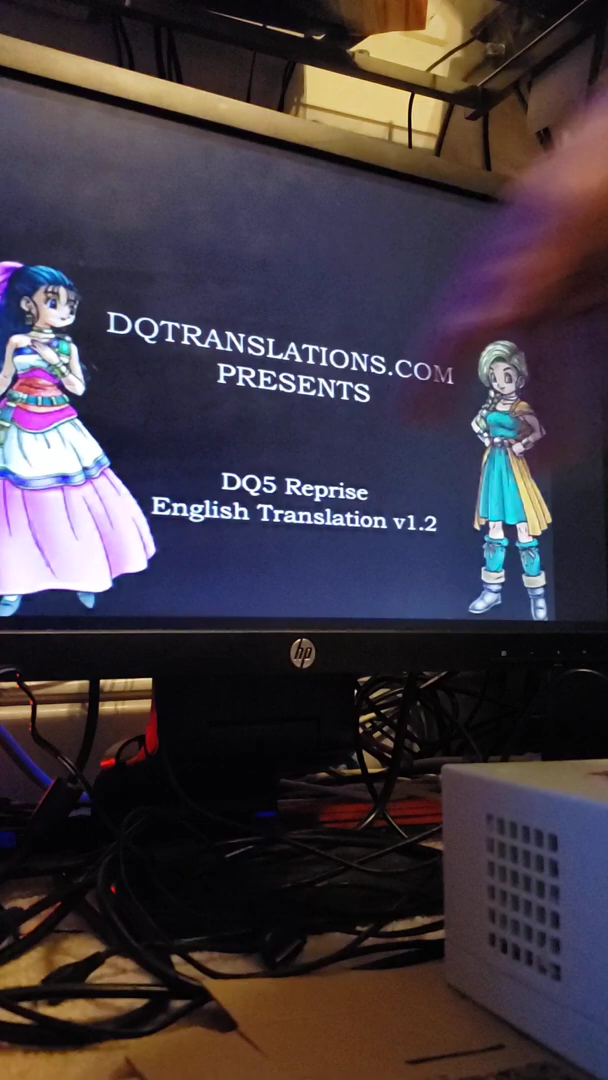 DQTRANSLATIONS.COM
PRESENTS
DQ5 Reprise
English Translation v1.2
hp